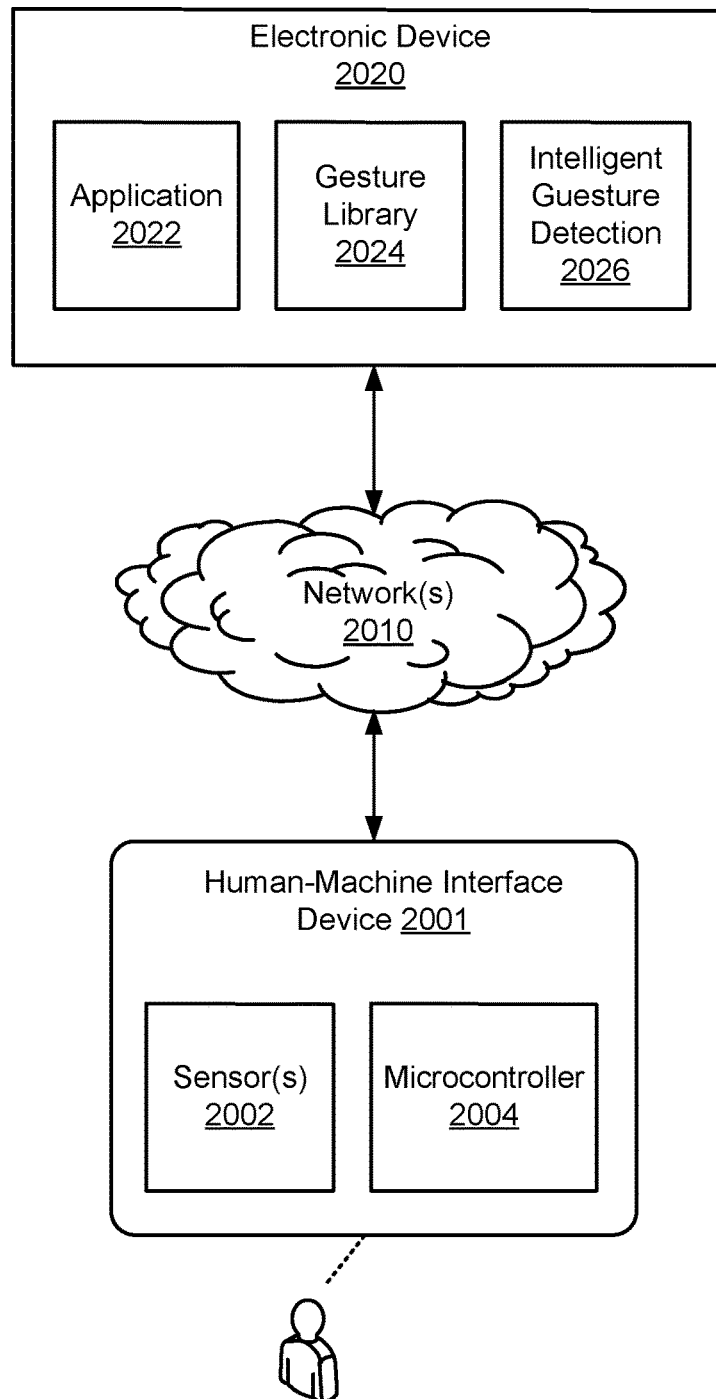 Electronic Device
2020
Application
2022
Gesture
Library
2024
Intelligent
Guesture
Detection
2026
Network(s)
2010
Human-Machine Interface
Device 2001
Sensor(s)
2002
Microcontroller
2004